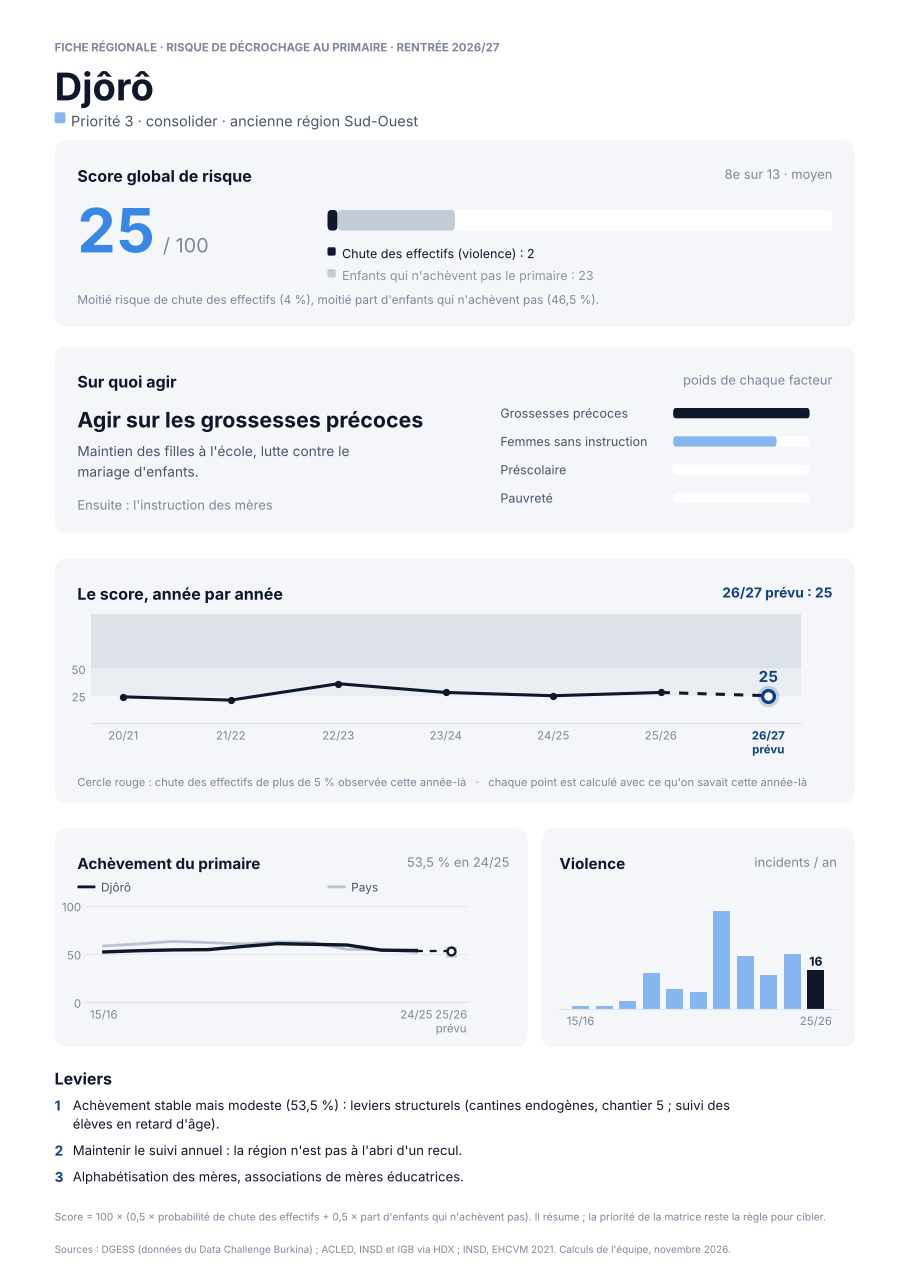 FICHE RÉGIONALE · RISQUE DE DÉCROCHAGE AU PRIMAIRE · RENTRÉE 2026/27
Djôrô
Priorité 3 · consolider · ancienne région Sud-Ouest
Score global de risque
8e sur 13 · moyen
25 / 100
Chute des effectifs (violence) : 2
Enfants qui n'achèvent pas le primaire : 23
Moitié risque de chute des effectifs (4 %), moitié part d'enfants qui n'achèvent pas (46,5 %).
Sur quoi agir
poids de chaque facteur
Agir sur les grossesses précoces
Maintien des filles à l'école, lutte contre le
mariage d'enfants.
Ensuite : l'instruction des mères
Grossesses précoces
Femmes sans instruction
Préscolaire
Pauvreté
Le score, année par année
26/27 prévu : 25
50
25
25
20/21
21/22
22/23
23/24
24/25
25/26
26/27
prévu
Cercle rouge : chute des effectifs de plus de 5 % observée cette année-là · chaque point est calculé avec ce qu'on savait cette année-là
Achèvement du primaire
53,5 % en 24/25
Djôrô
Pays
100
50
0
15/16
24/25
25/26
prévu
Violence
incidents / an
16
15/16
25/26
Leviers
1 Achèvement stable mais modeste (53,5 %) : leviers structurels (cantines endogènes, chantier 5 ; suivi des
élèves en retard d'âge).
2 Maintenir le suivi annuel : la région n'est pas à l'abri d'un recul.
3 Alphabétisation des mères, associations de mères éducatrices.
Score = 100 × (0,5 × probabilité de chute des effectifs + 0,5 × part d'enfants qui n'achèvent pas). Il résume ; la priorité de la matrice reste la règle pour cibler.
Sources : DGESS (données du Data Challenge Burkina) ; ACLED, INSD et IGB via HDX ; INSD, EHCVM 2021. Calculs de l'équipe, novembre 2026.